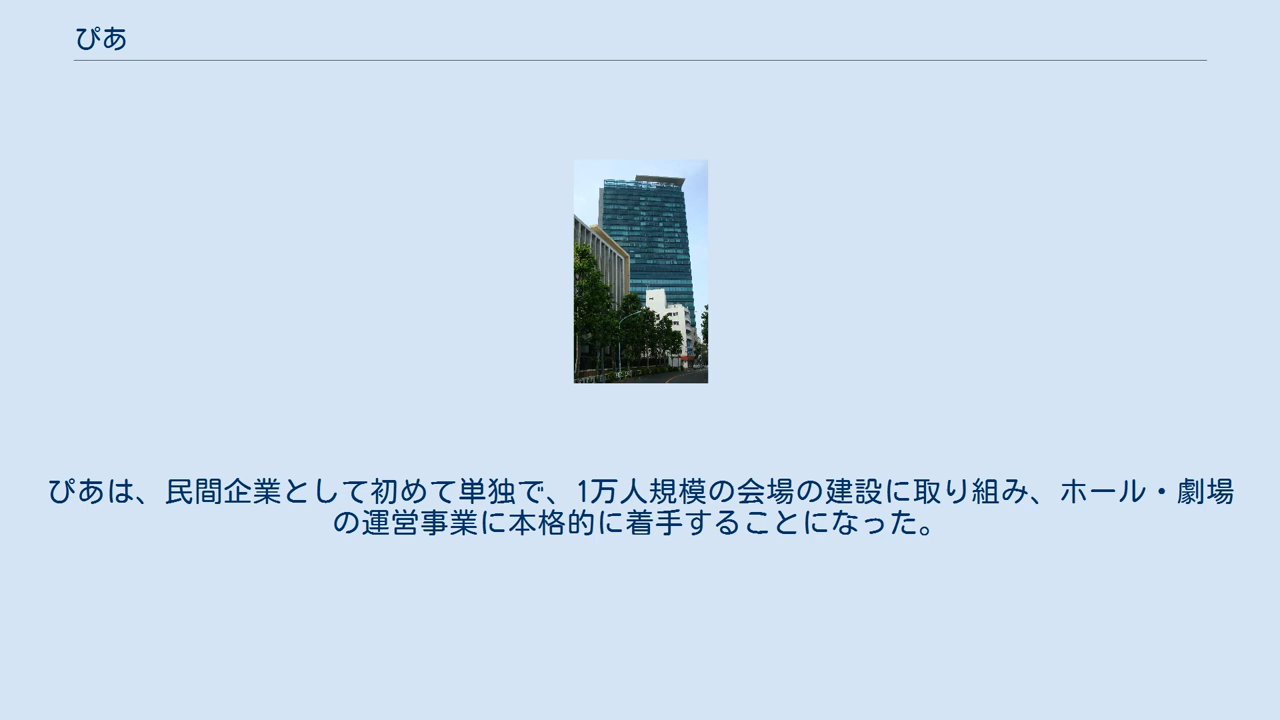 ぴあ
ぴあは、民間企業として初めて単独で、1万人規模の会場の建設に取り組み、ホール・劇場
の運営事業に本格的に着手することになった。